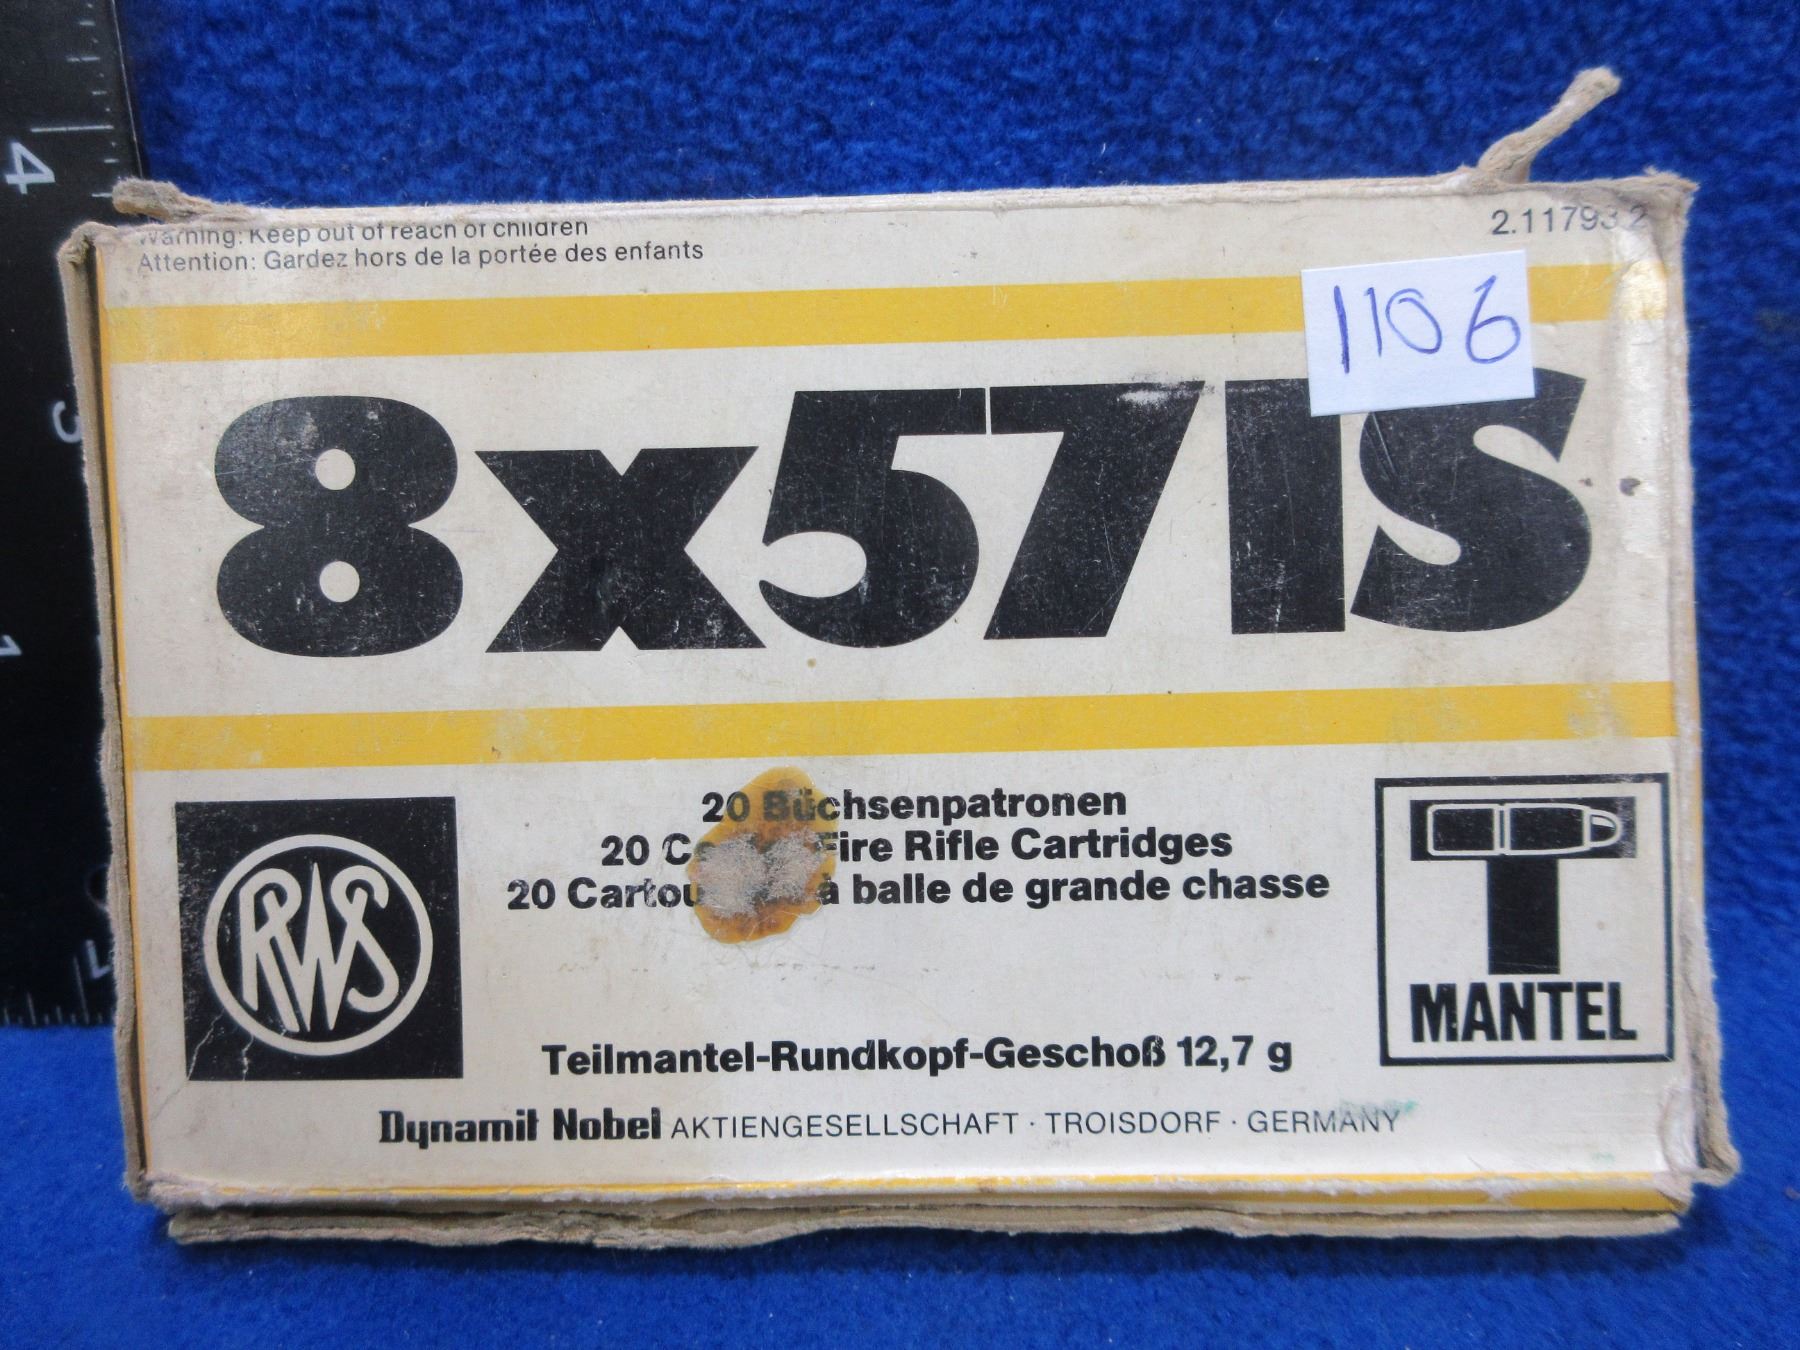 Warning: Keep out of reach of children
Attention: Gardez hors de la portée des enfants
2.11793 2
1106
8x57IS
20 Büchsenpatronen
20 Fire Rifle Cartridges
20 à balle de grande chasse
RWS
T
MANTEL
Teilmantel-Rundkopf-Geschoß 12,7 g
Dynamit Nobel AKTIENGESELLSCHAFT · TROISDORF · GERMANY
4
3
1